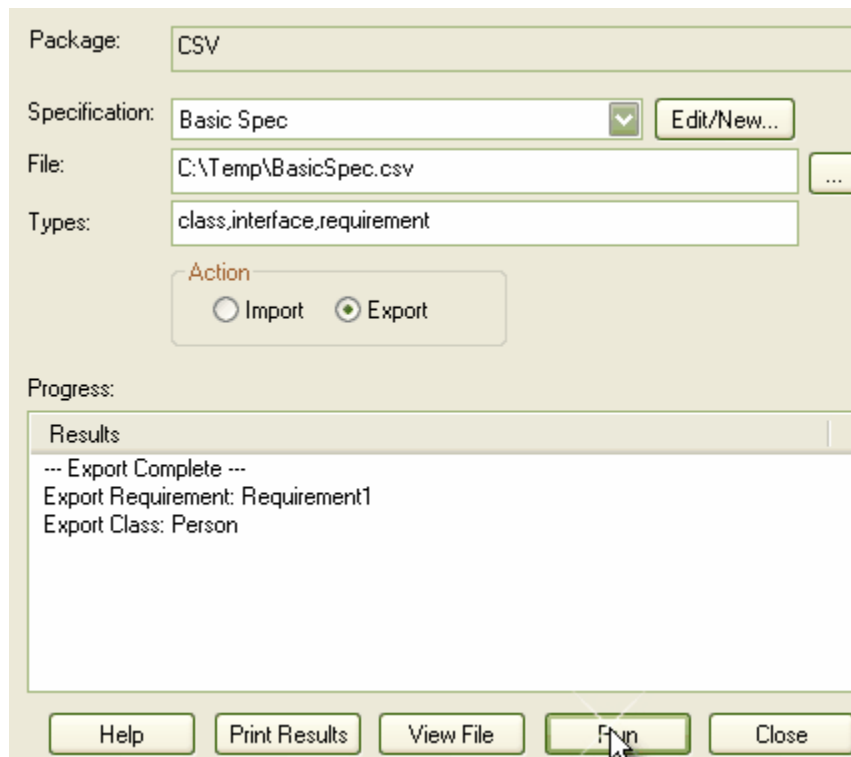 Package: CSV
Specification: Basic Spec Edit/New...
File: C:\Temp\BasicSpec.csv ...
Types: class,interface,requirement
Action
Import Export
Progress:
Results
--- Export Complete ---
Export Requirement: Requirement1
Export Class: Person
Help Print Results View File Run Close